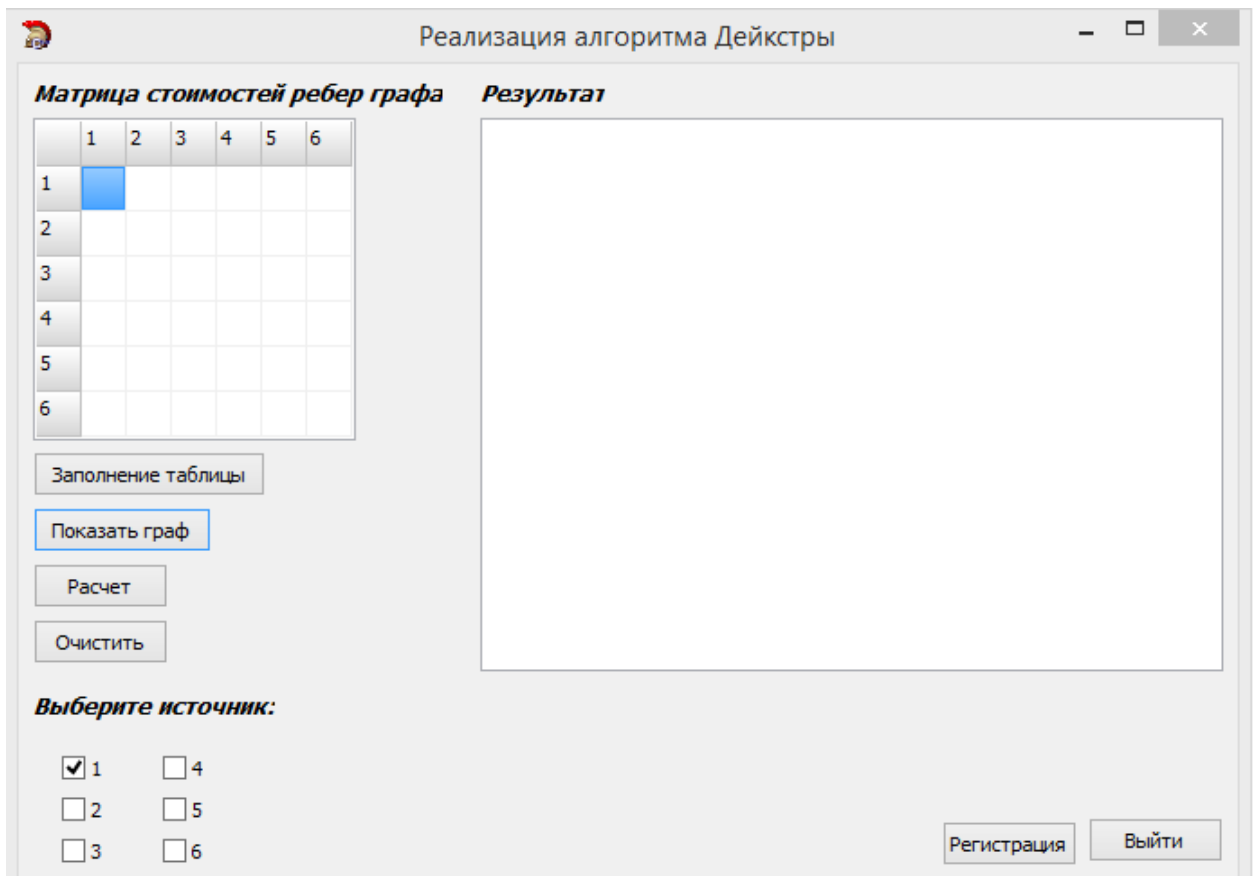 Реализация алгоритма Дейкстры
Матрица стоимостей ребер графа
Результат
1 2 3 4 5 6
1
2
3
4
5
6
Заполнение таблицы
Показать граф
Расчет
Очистить
Выберите источник:
1 4
2 5
3 6
Регистрация
Выйти